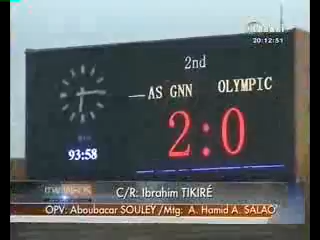 20:12:51
2nd
AS GNN OLYMPIC
2:0
93:58
C/R: Ibrahim TIKIRÉ
OPV: Aboubacar SOULEY /Mtg: A. Hamid A. SALAO